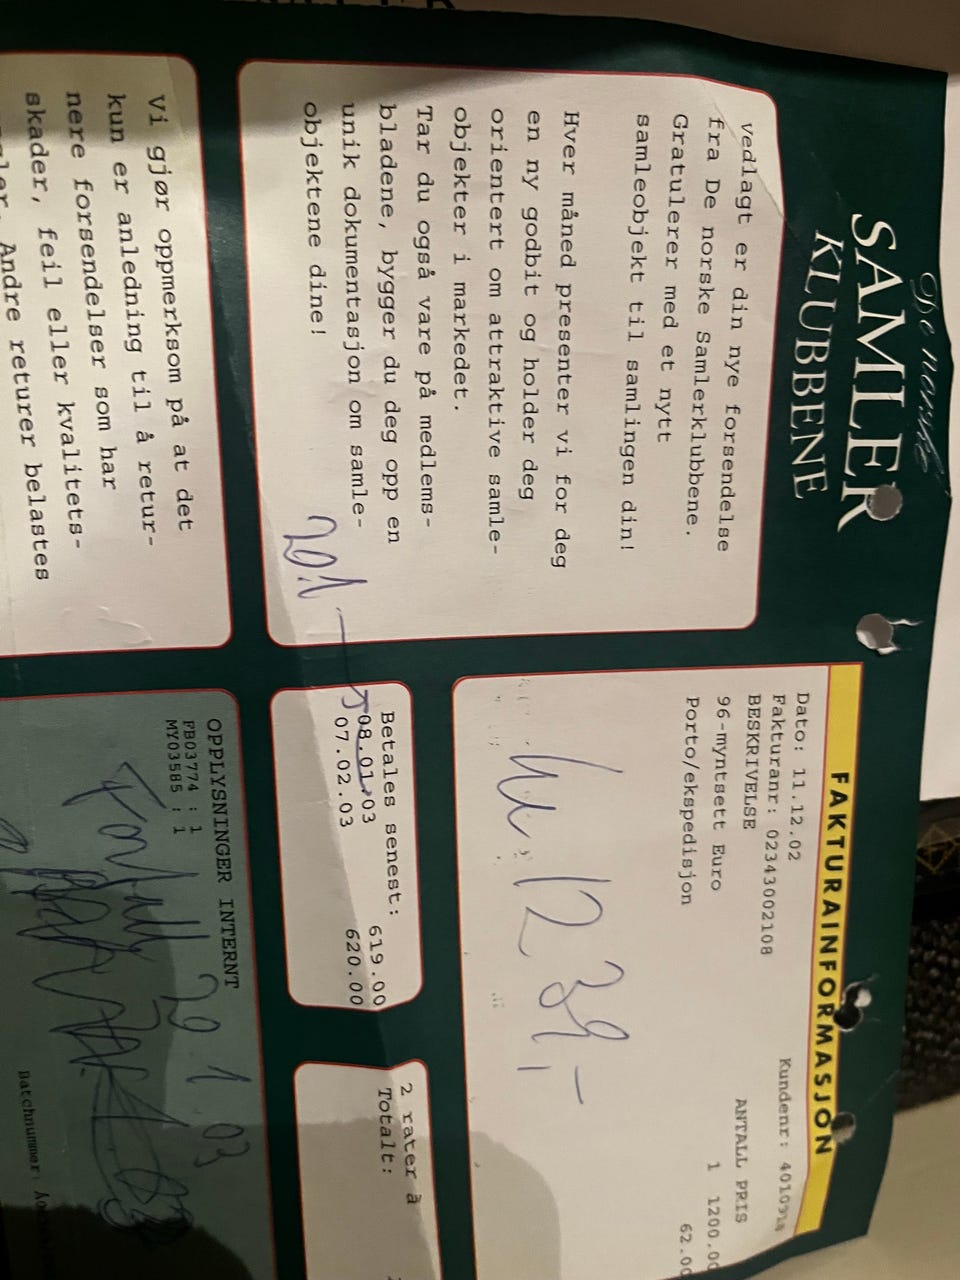 De norske
SAMLER
KLUBBENE
vedlagt er din nye forsendelse
fra De norske Samlerklubbene.
Gratulerer med et nytt
samleobjekt til samlingen din!
Hver måned presenter vi for deg
en ny godbit og holder deg
orientert om attraktive samle-
objekter i markedet.
Tar du også vare på medlems-
bladene, bygger du deg opp en
unik dokumentasjon om samle-
objektene dine!
20.1
Vi gjør oppmerksom på at det
kun er anledning til å retur-
nere forsendelser som har
skader, feil eller kvalitets-
Andre returer belastes
FAKTURAINFORMASJON
Dato: 11.12.02
Fakturanr: 02343002108 Kundenr:
BESKRIVELSE ANTALL PRIS
96-myntsett Euro 1 1200.00
Porto/ekspedisjon 62.00
1239,-
Betales senest:
08.01.03 619.00
07.02.03 620.00
2 rater à
Totalt:
OPPLYSNINGER INTERNT
FB03774 : 1
MY03585 : 1
Forfall 20 1 03
Batchnummer: